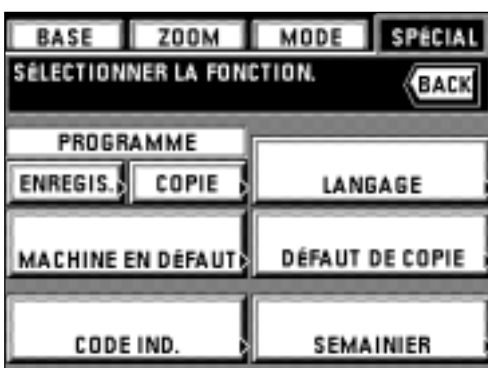 BASE ZOOM MODE SPÉCIAL
SÉLECTIONNER LA FONCTION.
BACK
PROGRAMME
ENREGIS. COPIE LANGAGE
MACHINE EN DÉFAUT DÉFAUT DE COPIE
CODE IND. SEMAINIER